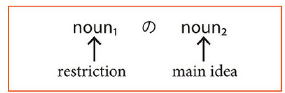 noun₁ の noun₂
restriction main idea